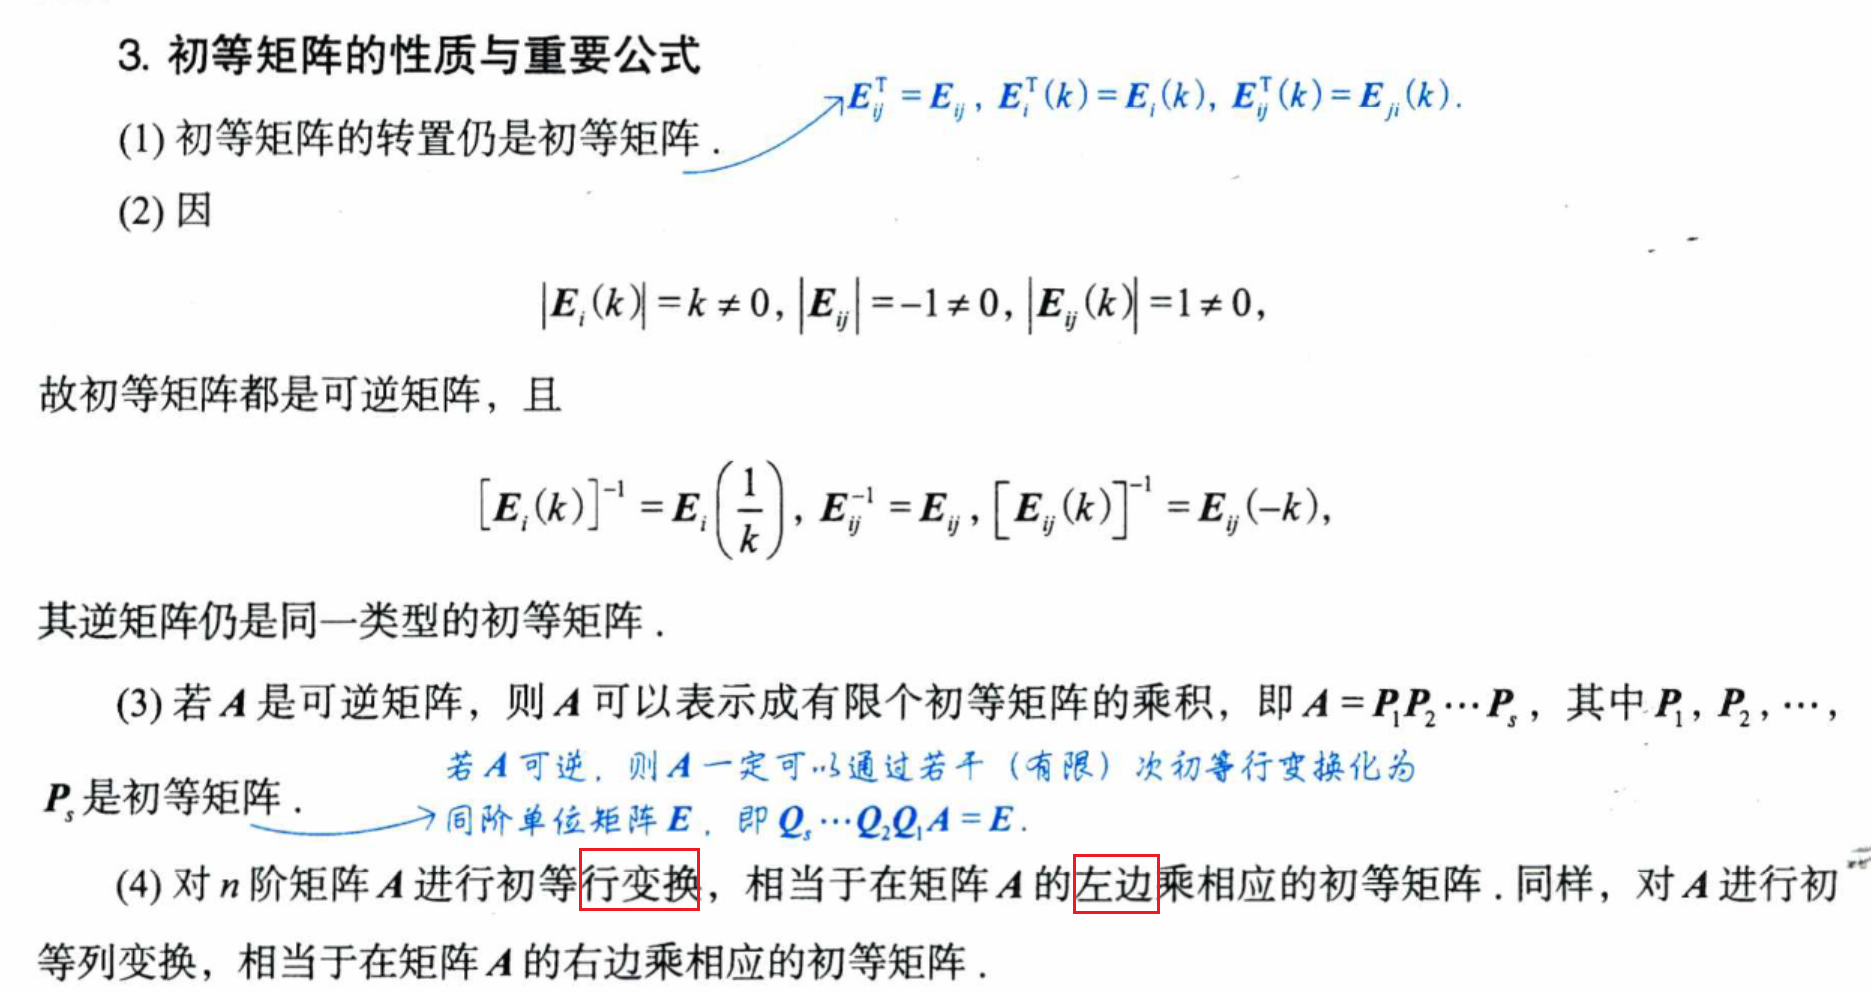 3. 初等矩阵的性质与重要公式
E_{ij}^T = E_{ij}, E_i^T(k) = E_i(k), E_{ij}^T(k) = E_{ji}(k).
(1) 初等矩阵的转置仍是初等矩阵.
(2) 因
|E_i(k)| = k ≠ 0, |E_{ij}| = -1 ≠ 0, |E_{ij}(k)| = 1 ≠ 0,
故初等矩阵都是可逆矩阵，且
[E_i(k)]^{-1} = E_i(1/k), E_{ij}^{-1} = E_{ij}, [E_{ij}(k)]^{-1} = E_{ij}(-k),
其逆矩阵仍是同一类型的初等矩阵.
(3) 若 A 是可逆矩阵，则 A 可以表示成有限个初等矩阵的乘积，即 A = P_1P_2⋯P_s，其中 P_1, P_2, ⋯,
P_s 是初等矩阵.
若 A 可逆，则 A 一定可以通过若干（有限）次初等行变换化为
同阶单位矩阵 E，即 Q_s⋯Q_2Q_1A = E.
(4) 对 n 阶矩阵 A 进行初等行变换，相当于在矩阵 A 的左边乘相应的初等矩阵. 同样，对 A 进行初
等列变换，相当于在矩阵 A 的右边乘相应的初等矩阵.